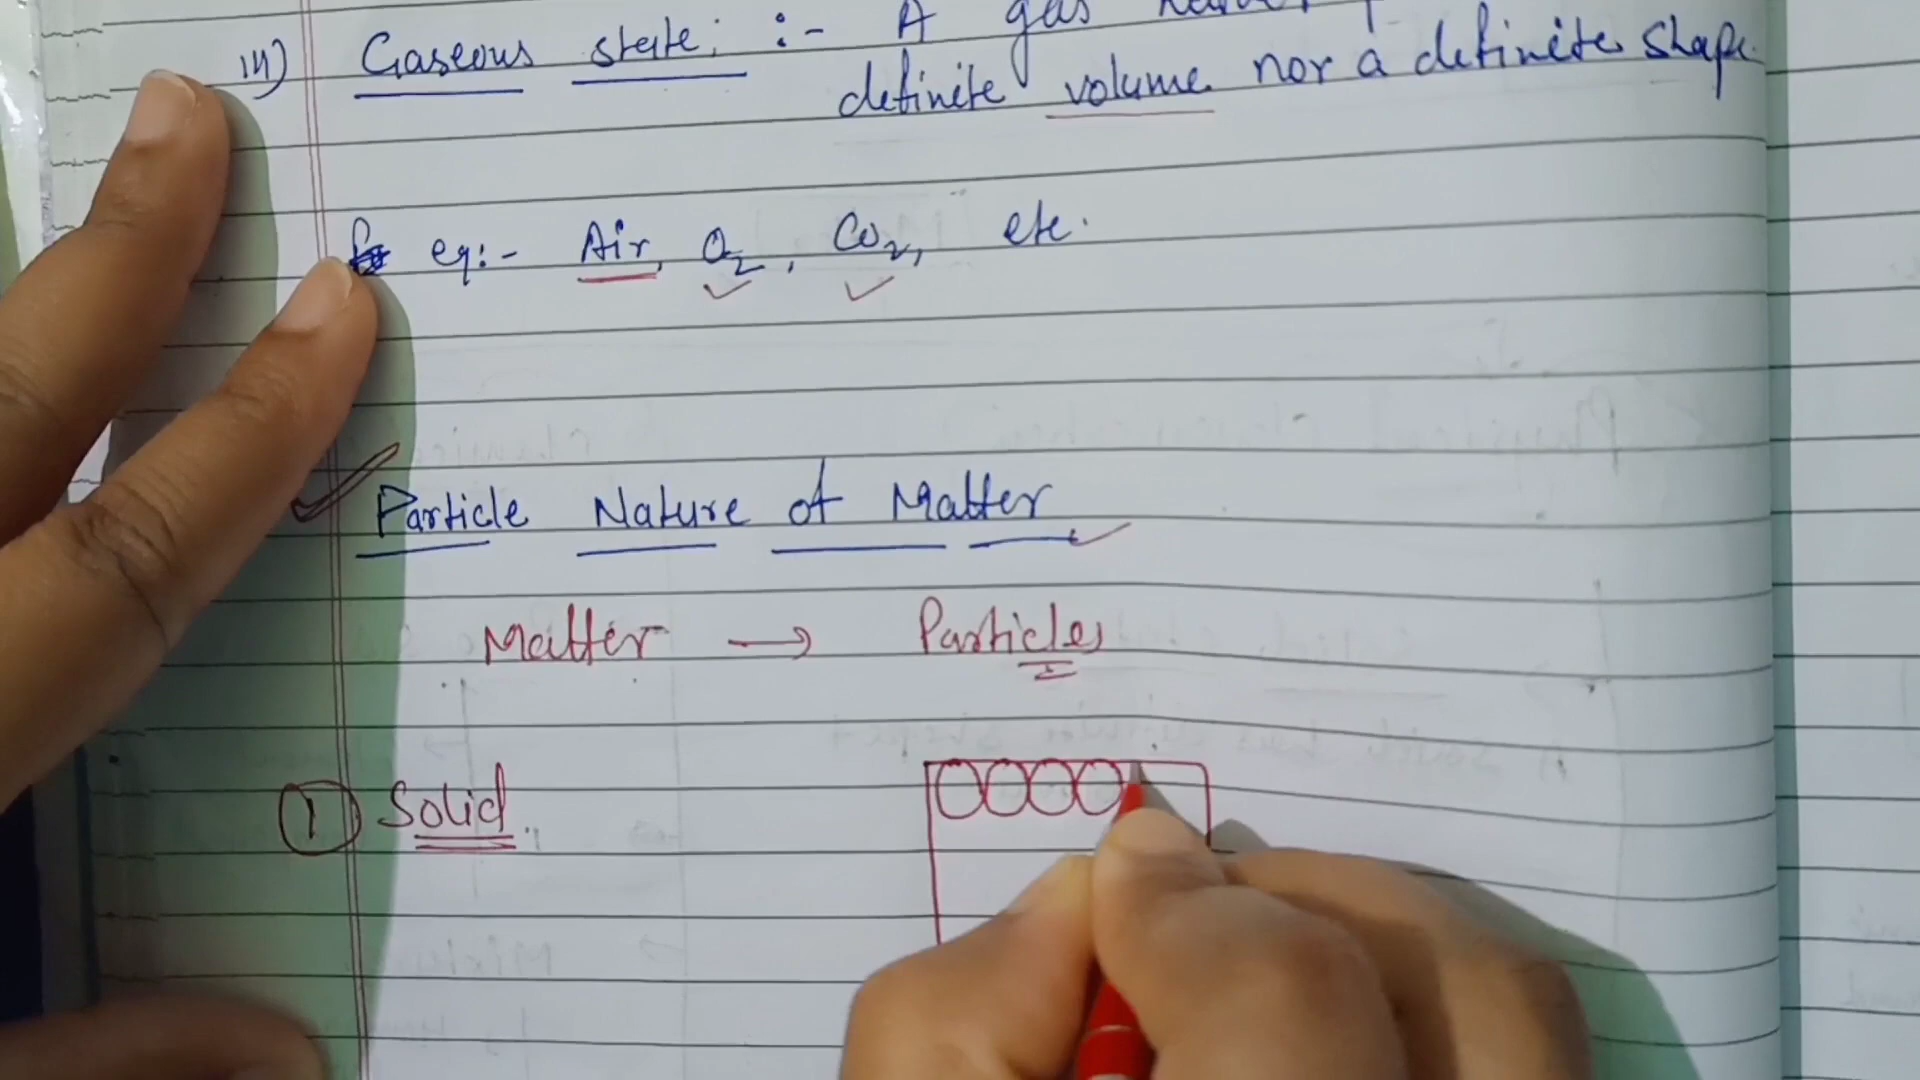 iii) Gaseous state; :- A gas
definite volume nor a definite shape.
eg:- Air, O2, CO2, etc.
Particle Nature of Matter
Matter → Particles
1 Solid